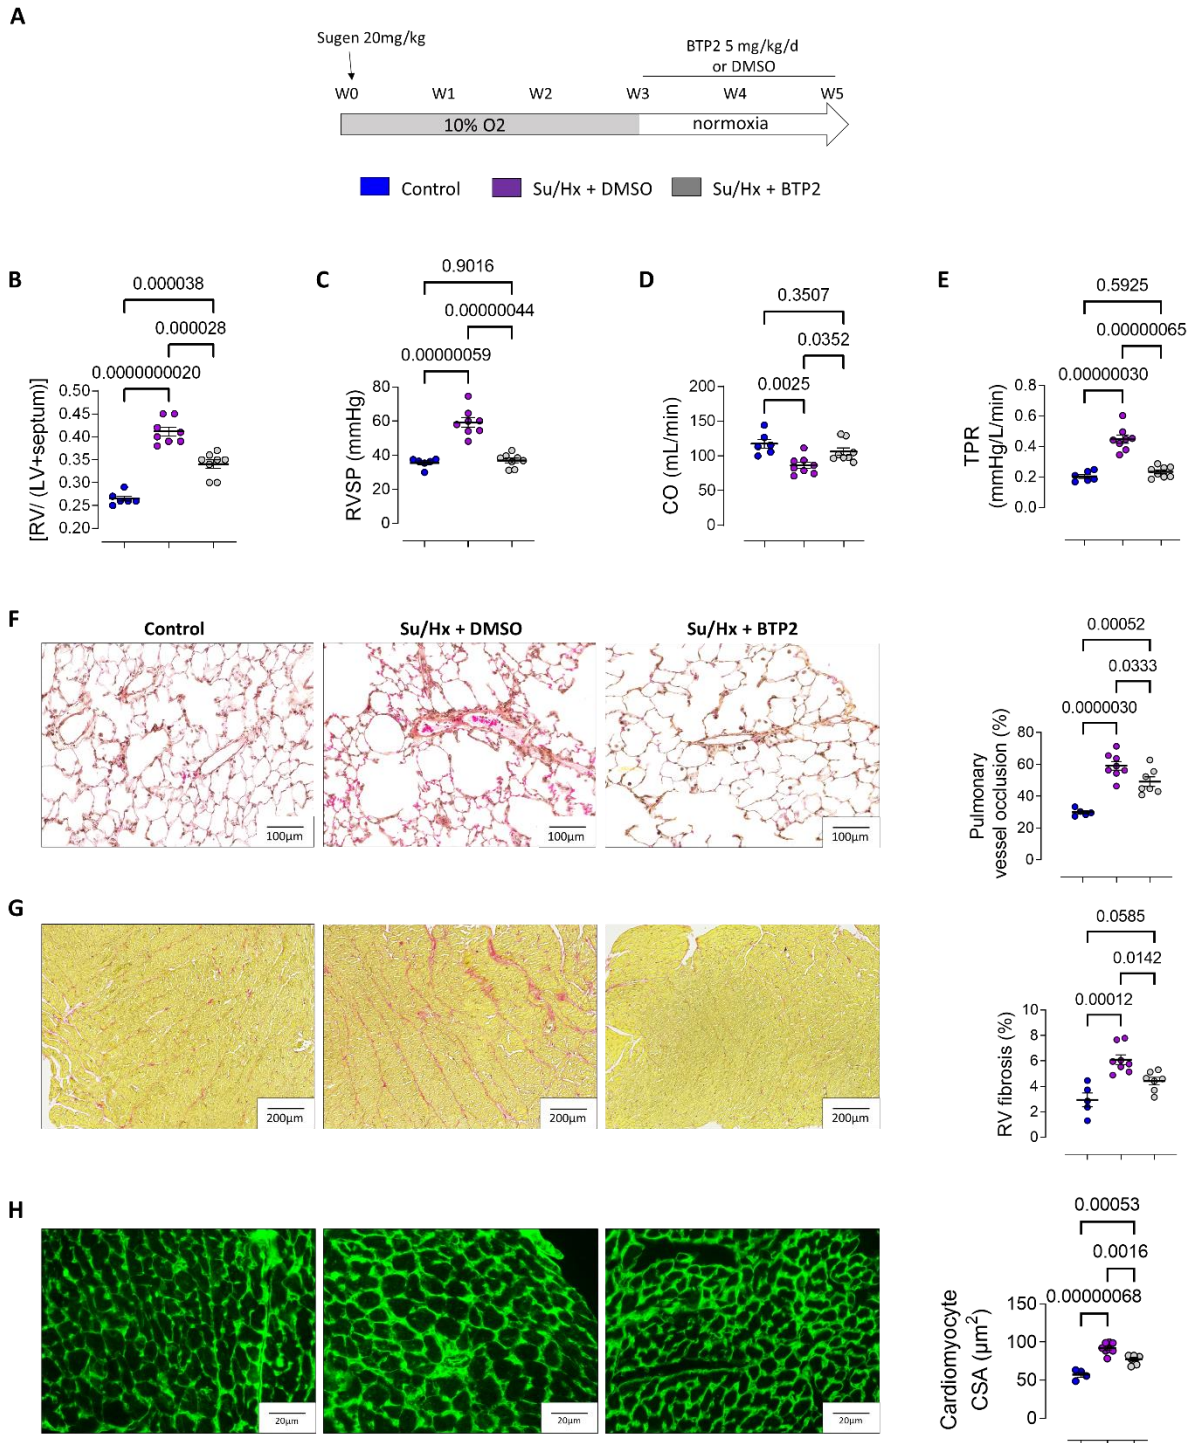 A
Sugen 20mg/kg
BTP2 5 mg/kg/d
or DMSO
W0 W1 W2 W3 W4 W5
10% O2 normoxia
Control Su/Hx + DMSO Su/Hx + BTP2
B
0.000038
0.000028
0.0000000020
[RV/ (LV+septum)]
0.50
0.45
0.40
0.35
0.30
0.25
0.20
C
0.9016
0.00000044
0.00000059
RVSP (mmHg)
80
60
40
20
0
D
0.3507
0.0352
0.0025
CO (mL/min)
200
150
100
50
0
E
0.5925
0.00000065
0.00000030
TPR
(mmHg/L/min)
0.8
0.6
0.4
0.2
0.0
F
Control Su/Hx + DMSO Su/Hx + BTP2
100μm 100μm 100μm
0.00052
0.0333
0.0000030
Pulmonary
vessel occlusion (%)
80
60
40
20
0
G
200μm 200μm 200μm
0.0585
0.0142
0.00012
RV fibrosis (%)
10
8
6
4
2
0
H
20μm 20μm 20μm
0.00053
0.0016
0.00000068
Cardiomyocyte
CSA (μm²)
150
100
50
0